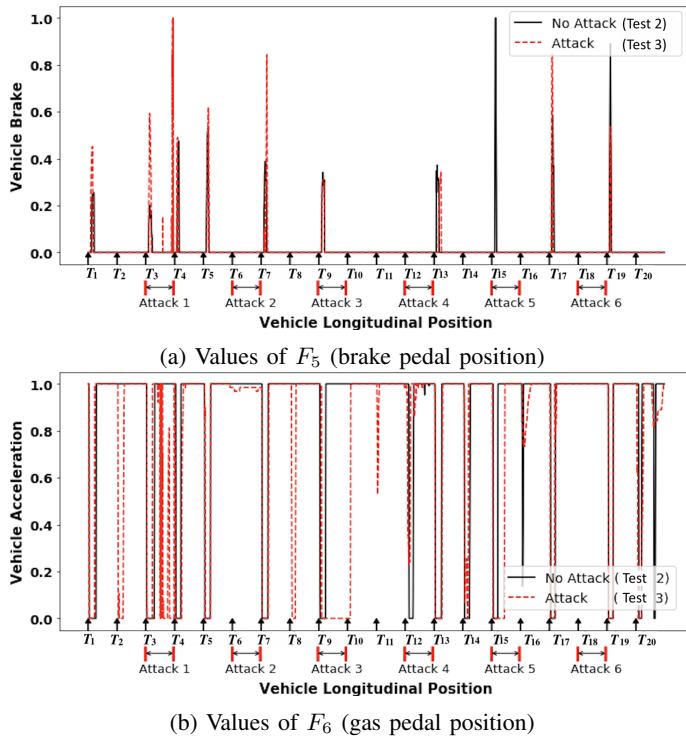 1.0
0.8
0.6
0.4
0.2
0.0
Vehicle Brake
No Attack (Test 2)
Attack (Test 3)
T1 T2 T3 T4 T5 T6 T7 T8 T9 T10 T11 T12 T13 T14 T15 T16 T17 T18 T19 T20
Attack 1 Attack 2 Attack 3 Attack 4 Attack 5 Attack 6
Vehicle Longitudinal Position
(a) Values of F5 (brake pedal position)
1.0
0.8
0.6
0.4
0.2
0.0
Vehicle Acceleration
No Attack ( Test 2)
Attack ( Test 3)
T1 T2 T3 T4 T5 T6 T7 T8 T9 T10 T11 T12 T13 T14 T15 T16 T17 T18 T19 T20
Attack 1 Attack 2 Attack 3 Attack 4 Attack 5 Attack 6
Vehicle Longitudinal Position
(b) Values of F6 (gas pedal position)